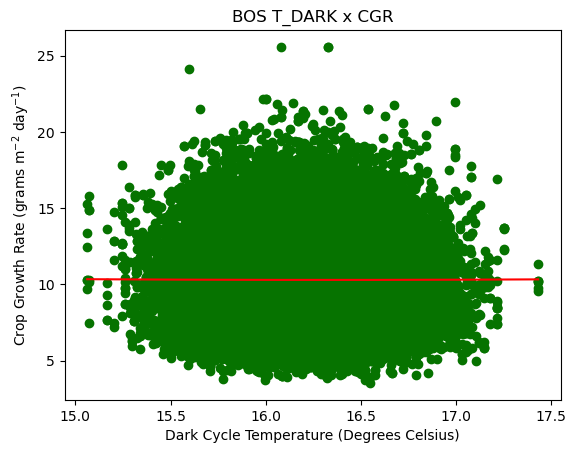 BOS T_DARK x CGR
Crop Growth Rate (grams m⁻² day⁻¹)
25
20
15
10
5
15.0 15.5 16.0 16.5 17.0 17.5
Dark Cycle Temperature (Degrees Celsius)